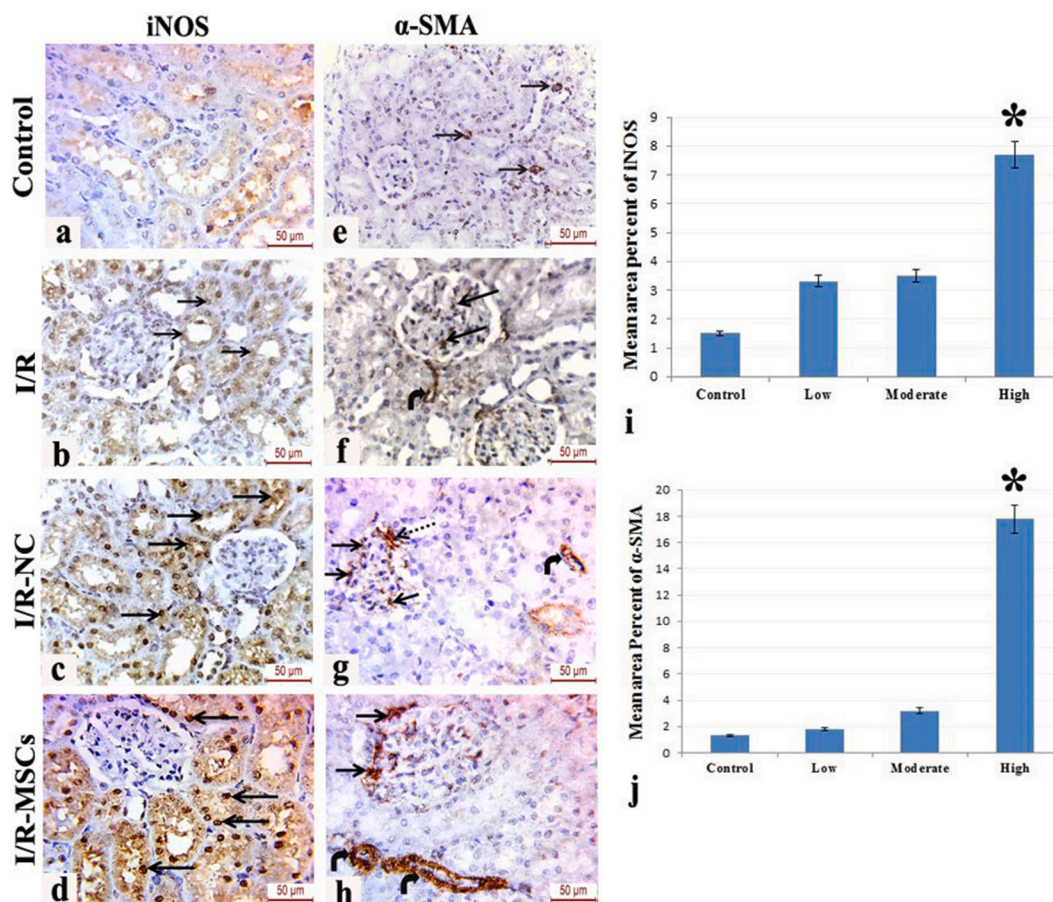 iNOS
α-SMA
Control
a
50 µm
e
50 µm
I/R
b
50 µm
f
50 µm
I/R-NC
c
50 µm
g
50 µm
I/R-MSCs
d
50 µm
h
50 µm
Mean area percent of iNOS
9
8
7
6
5
4
3
2
1
0
*
Control Low Moderate High
i
Mean area Percent of α-SMA
20
18
16
14
12
10
8
6
4
2
0
*
Control Low Moderate High
j